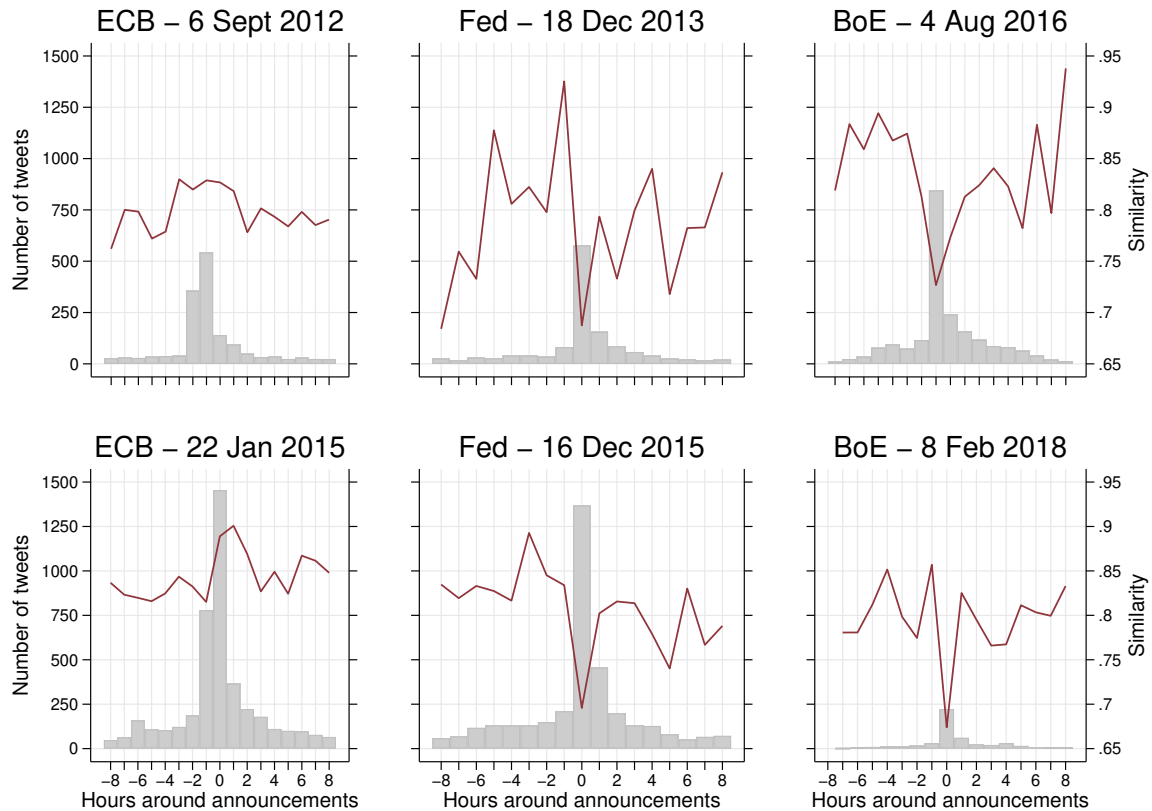 ECB – 6 Sept 2012
Fed – 18 Dec 2013
BoE – 4 Aug 2016
Number of tweets
1500
1250
1000
750
500
250
0
.95
.9
.85
.8
.75
.7
.65
Similarity
ECB – 22 Jan 2015
Fed – 16 Dec 2015
BoE – 8 Feb 2018
Number of tweets
1500
1250
1000
750
500
250
0
.95
.9
.85
.8
.75
.7
.65
Similarity
−8 −6 −4 −2 0 2 4 6 8
−8 −6 −4 −2 0 2 4 6 8
−8 −6 −4 −2 0 2 4 6 8
Hours around announcements
Hours around announcements
Hours around announcements